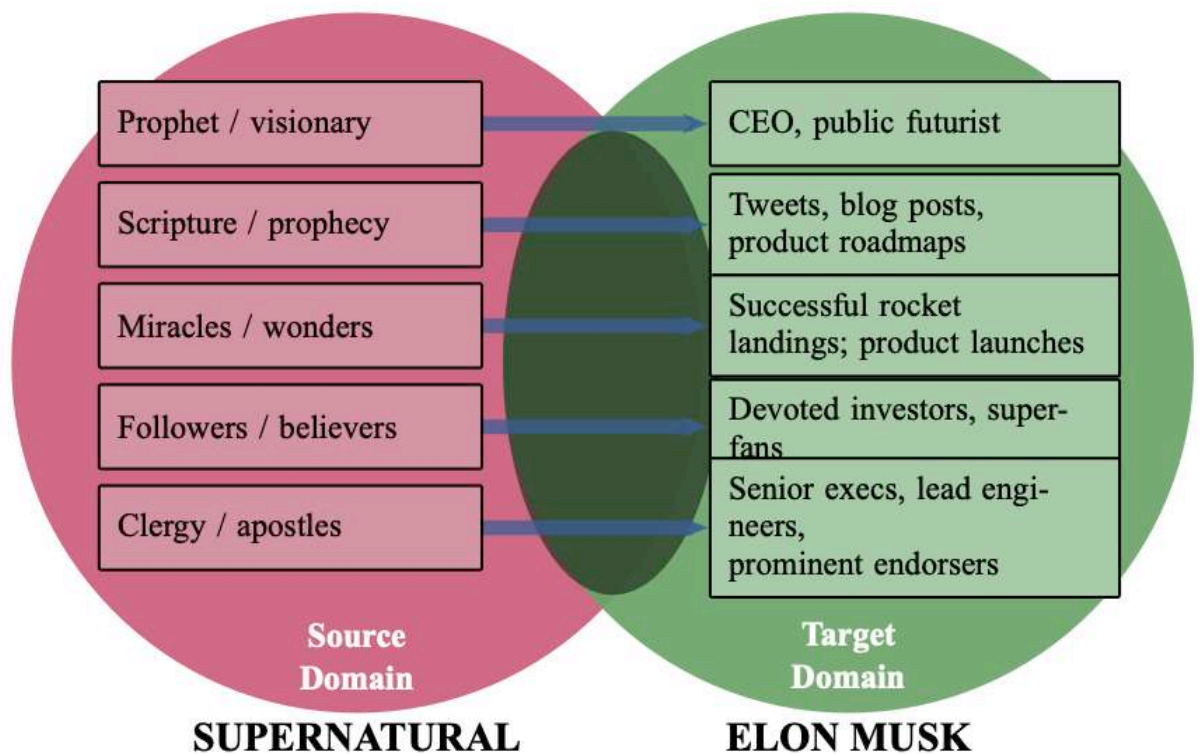 Prophet / visionary
CEO, public futurist
Scripture / prophecy
Tweets, blog posts,
product roadmaps
Miracles / wonders
Successful rocket
landings; product launches
Followers / believers
Devoted investors, super-
fans
Clergy / apostles
Senior execs, lead engi-
neers,
prominent endorsers
Source
Domain
Target
Domain
SUPERNATURAL
ELON MUSK